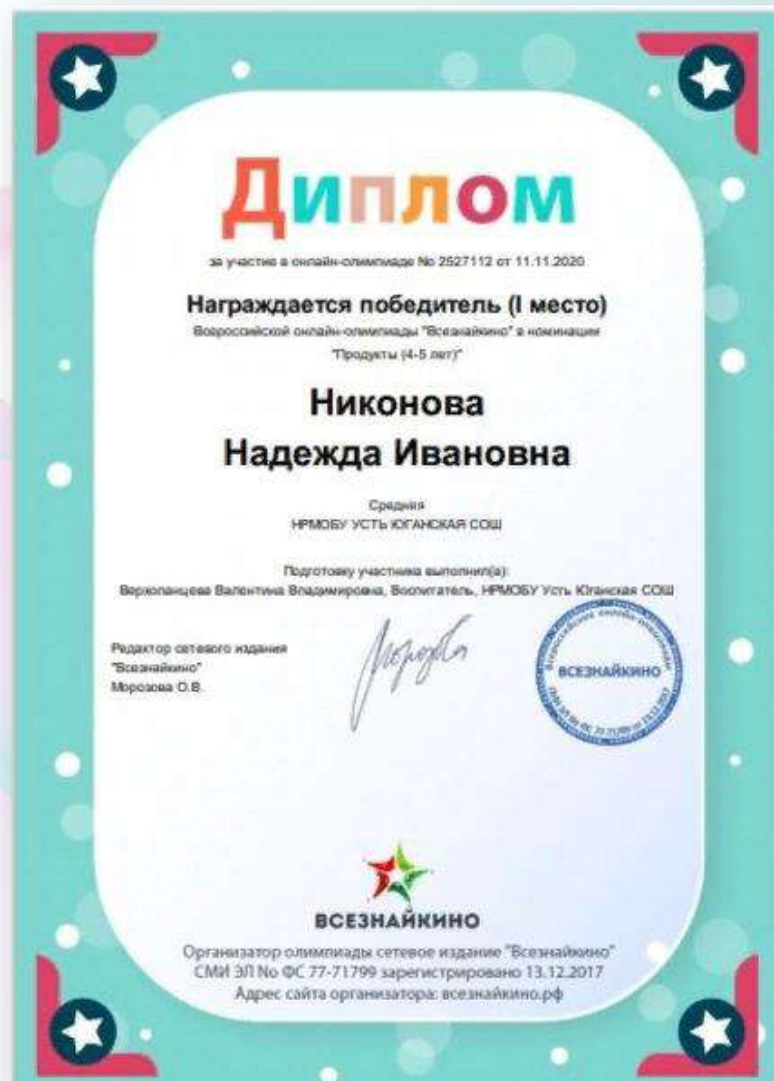 Диплом
за участие в онлайн-олимпиаде No 2527112 от 11.11.2020
Награждается победитель (I место)
Всероссийской онлайн-олимпиады "Всезнайкино" в номинации
"Продукты (4-5 лет)"
Никонова
Надежда Ивановна
Средняя
НРМОБУ УСТЬ ЮГАНСКАЯ СОШ
Подготовку участника выполнил(а):
Верхоланцева Валентина Владимировна, Воспитатель, НРМОБУ Усть Юганская СОШ
Редактор сетевого издания
"Всезнайкино"
Морозова О.В.
ВСЕЗНАЙКИНО
ВСЕЗНАЙКИНО
Организатор олимпиады сетевое издание "Всезнайкино"
СМИ ЭЛ No ФС 77-71799 зарегистрировано 13.12.2017
Адрес сайта организатора: всезнайкино.рф